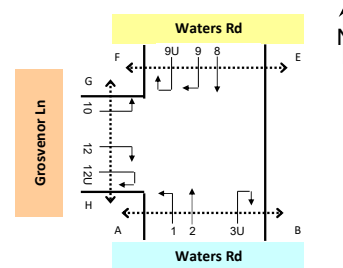 Waters Rd
N
F
9U
9
8
E
G
Grosvenor Ln
10
12
12U
H
A
1
2
3U
B
Waters Rd